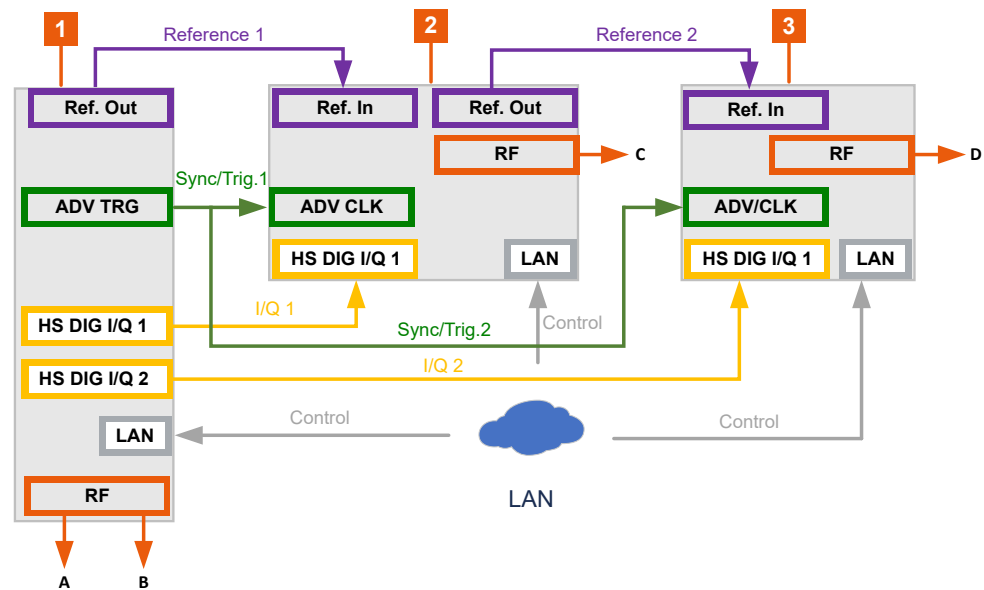 1
2
3
Reference 1
Reference 2
Ref. Out
Ref. In
Ref. Out
Ref. In
RF
C
RF
D
Sync/Trig.1
ADV TRG
ADV CLK
ADV/CLK
HS DIG I/Q 1
LAN
HS DIG I/Q 1
LAN
I/Q 1
HS DIG I/Q 1
Sync/Trig.2
Control
I/Q 2
HS DIG I/Q 2
Control
Control
LAN
LAN
RF
A
B